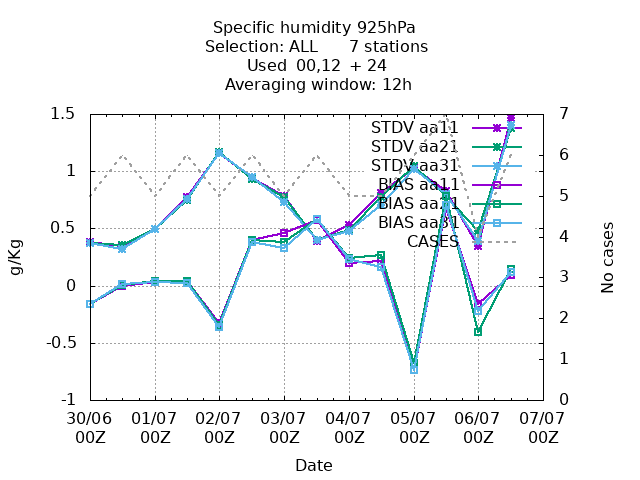 Specific humidity 925hPa
Selection: ALL 7 stations
Used 00,12 + 24
Averaging window: 12h
1.5
1
0.5
0
-0.5
-1
g/Kg
7
6
5
4
3
2
1
0
No cases
STDV aa11
STDV aa21
STDV aa31
BIAS aa11
BIAS aa21
BIAS aa31
CASES
30/06 01/07 02/07 03/07 04/07 05/07 06/07 07/07
00Z 00Z 00Z 00Z 00Z 00Z 00Z 00Z
Date